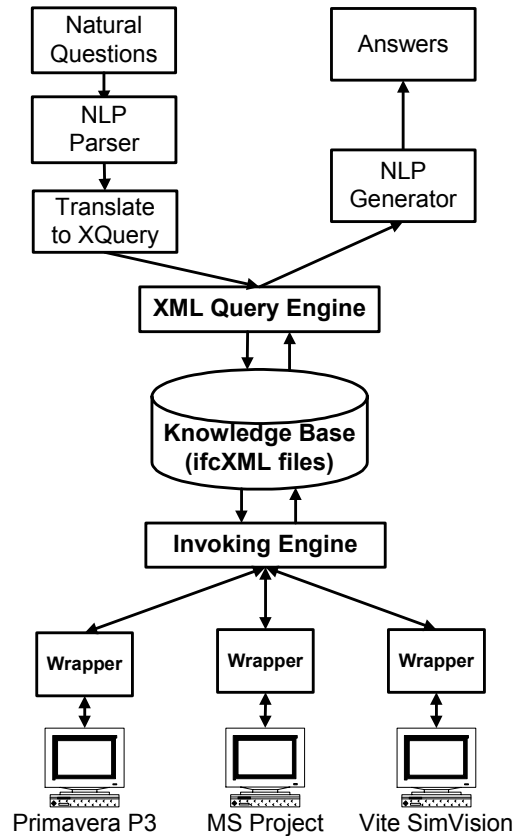 Natural
Questions
Answers
NLP
Parser
NLP
Generator
Translate
to XQuery
XML Query Engine
Knowledge Base
(ifcXML files)
Invoking Engine
Wrapper
Wrapper
Wrapper
Primavera P3
MS Project
Vite SimVision